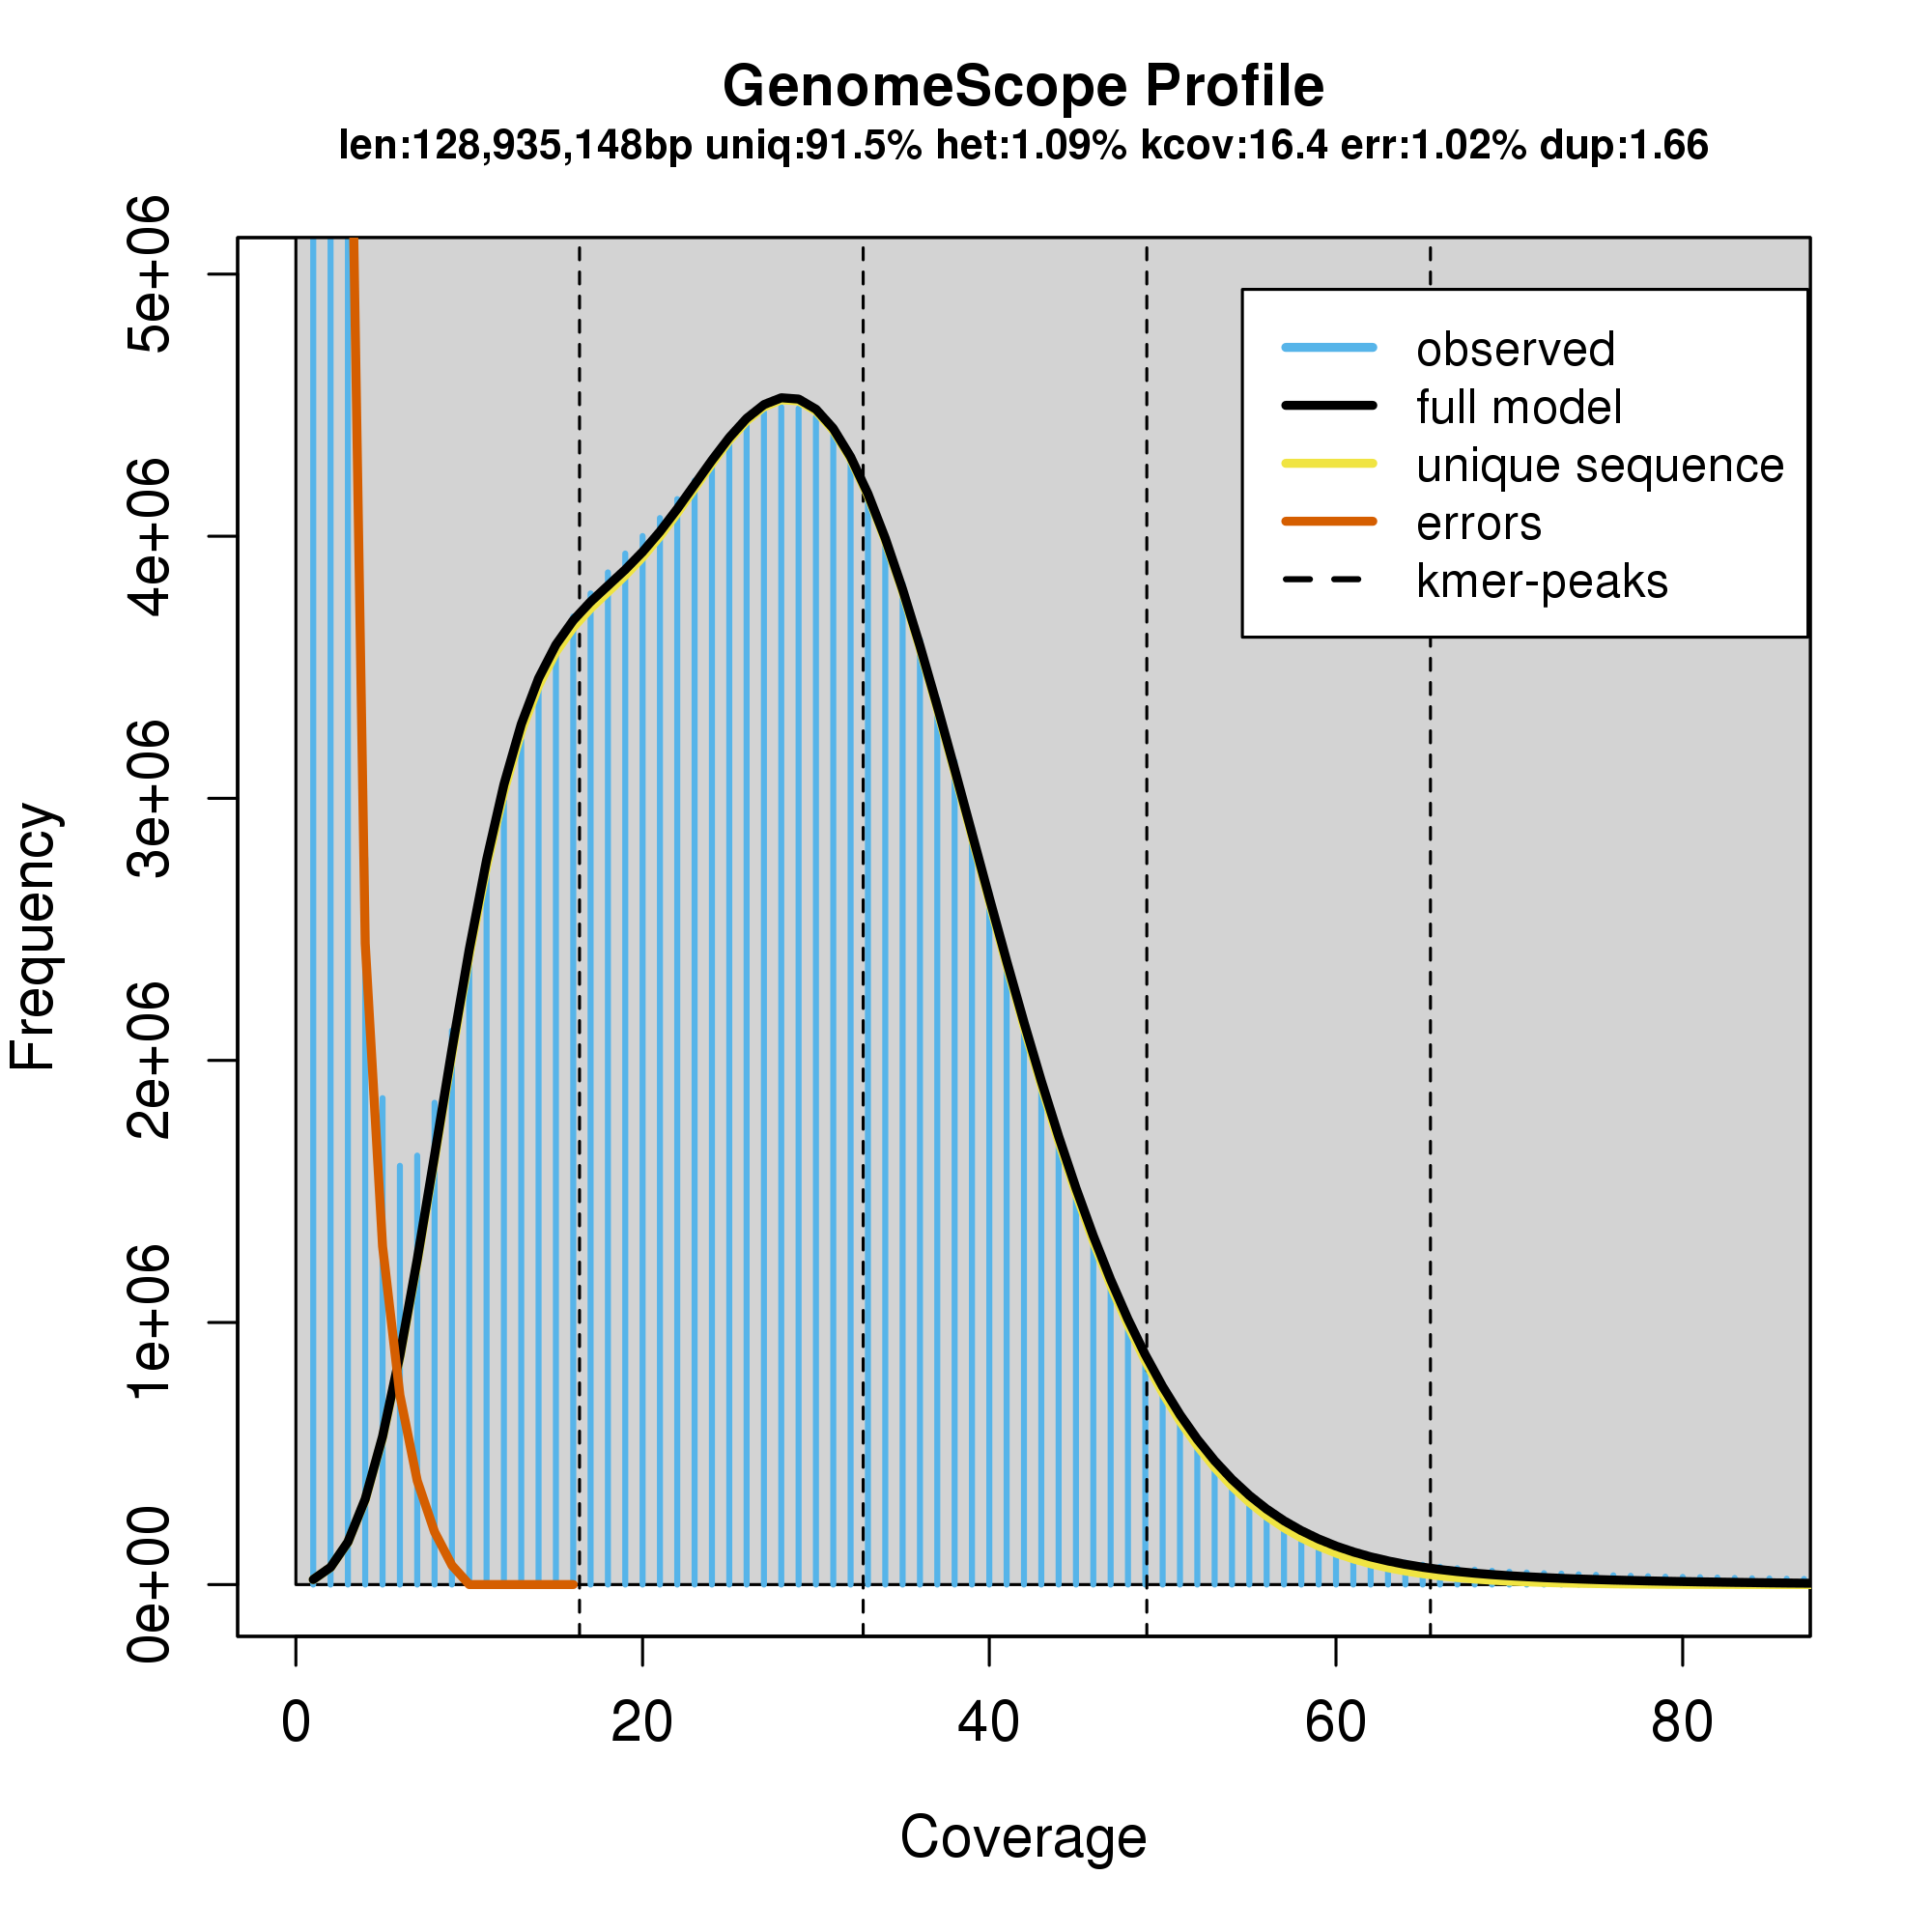 GenomeScope Profile
len:128,935,148bp uniq:91.5% het:1.09% kcov:16.4 err:1.02% dup:1.66
5e+06
4e+06
3e+06
2e+06
1e+06
0e+00
Frequency
observed
full model
unique sequence
errors
kmer-peaks
0 20 40 60 80
Coverage